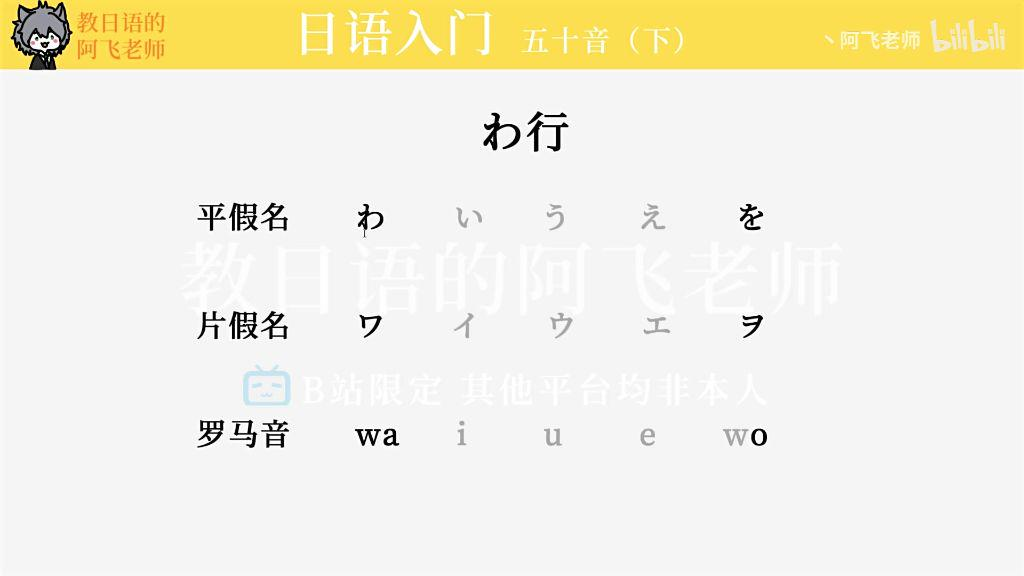 教日语的
阿飞老师
日语入门 五十音（下）
丶阿飞老师 bilibili
わ行
平假名 わ い う え を
教日语的阿飞老师
片假名 ワ イ ウ エ ヲ
B站限定 其他平台均非本人
罗马音 wa i u e wo